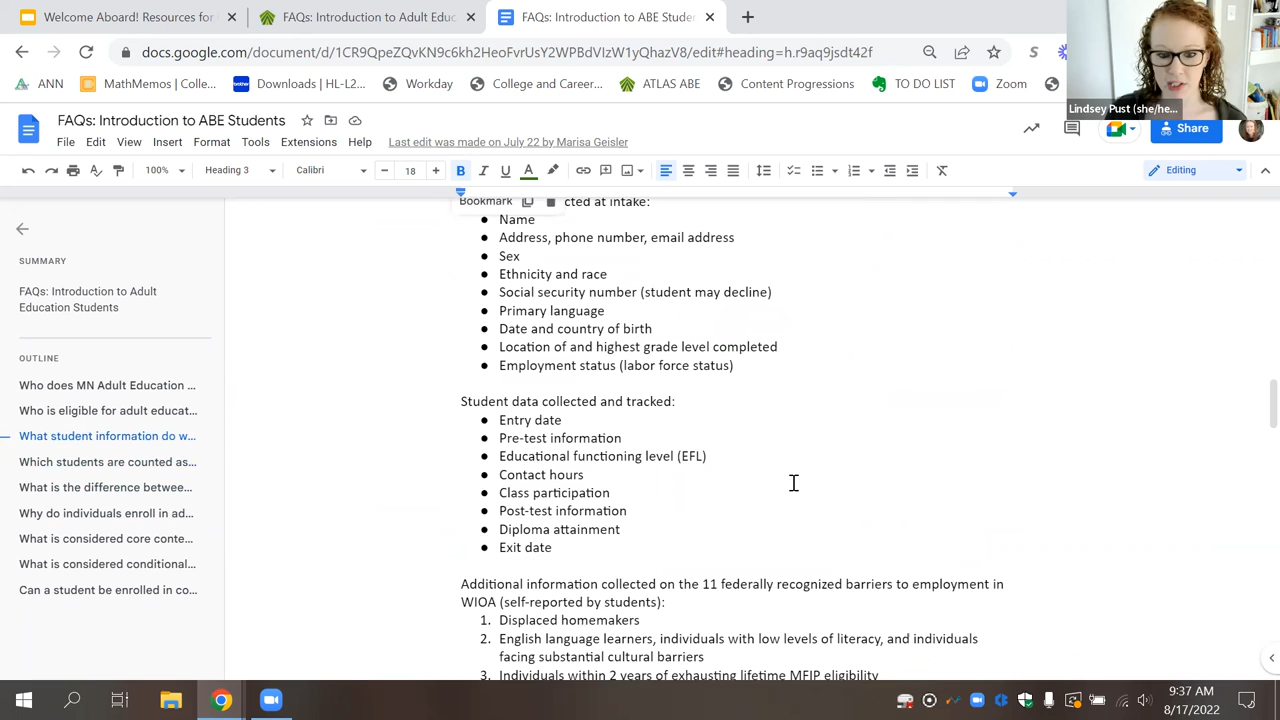 Welcome Aboard! Resources for
FAQs: Introduction to Adult Educ
FAQs: Introduction to ABE Studen
docs.google.com/document/d/1CR9QpeZQvKN9c6kh2HeoFvrUsY2WPBdVIzW1yQhazV8/edit#heading=h.r9aq9jsdt42f
ANN
MathMemos | Colle...
Downloads | HL-L2...
Workday
College and Career...
ATLAS ABE
Content Progressions
TO DO LIST
Zoom
Lindsey Pust (she/he...
FAQs: Introduction to ABE Students
File Edit View Insert Format Tools Extensions Help Last edit was made on July 22 by Marisa Geisler
Share
100% Heading 3 Calibri 18 Editing
Bookmark
cted at intake:
● Name
● Address, phone number, email address
● Sex
● Ethnicity and race
● Social security number (student may decline)
● Primary language
● Date and country of birth
● Location of and highest grade level completed
● Employment status (labor force status)
Student data collected and tracked:
● Entry date
● Pre-test information
● Educational functioning level (EFL)
● Contact hours
● Class participation
● Post-test information
● Diploma attainment
● Exit date
Additional information collected on the 11 federally recognized barriers to employment in
WIOA (self-reported by students):
1. Displaced homemakers
2. English language learners, individuals with low levels of literacy, and individuals
facing substantial cultural barriers
3. Individuals within 2 years of exhausting lifetime MFIP eligibility
SUMMARY
FAQs: Introduction to Adult
Education Students
OUTLINE
Who does MN Adult Education ...
Who is eligible for adult educat...
What student information do w...
Which students are counted as...
What is the difference betwee...
Why do individuals enroll in ad...
What is considered core conte...
What is considered conditional...
Can a student be enrolled in co...
9:37 AM
8/17/2022